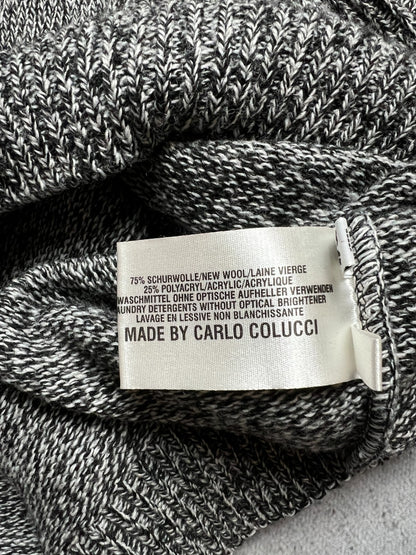 75% SCHURWOLLE/NEW WOOL/LAINE VIERGE
25% POLYACRYL/ACRYLIC/ACRYLIQUE
WASCHMITTEL OHNE OPTISCHE AUFHELLER VERWENDEN
LAUNDRY DETERGENTS WITHOUT OPTICAL BRIGHTENER
LAVAGE EN LESSIVE NON BLANCHISSANTE
MADE BY CARLO COLUCCI